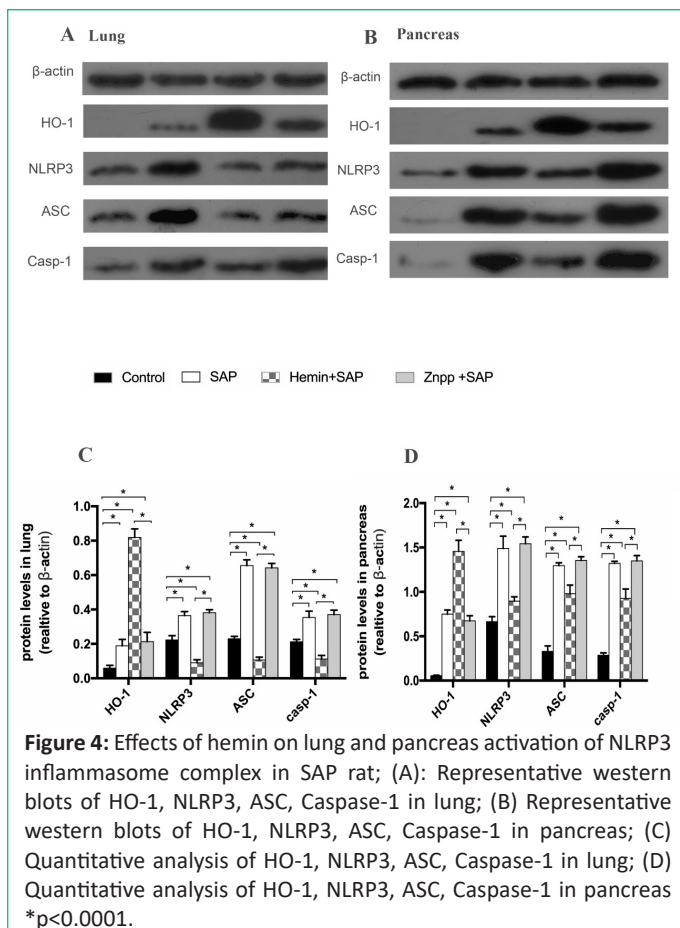 A Lung
B Pancreas
β-actin
HO-1
NLRP3
ASC
Casp-1
β-actin
HO-1
NLRP3
ASC
Casp-1
Control SAP Hemin+SAP Znpp +SAP
C
protein levels in lung
(realtive to β-actin)
1.0
0.8
0.6
0.4
0.2
0.0
* * * *
* * * *
* * * *
* * * *
HO-1 NLRP3 ASC casp-1
D
protein levels in pancreas
(realtive to β-actin)
2.0
1.5
1.0
0.5
0.0
* * * *
* * * *
* * * *
* * * *
HO-1 NLRP3 ASC casp-1
Figure 4: Effects of hemin on lung and pancreas activation of NLRP3
inflammasome complex in SAP rat; (A): Representative western
blots of HO-1, NLRP3, ASC, Caspase-1 in lung; (B) Representative
western blots of HO-1, NLRP3, ASC, Caspase-1 in pancreas; (C)
Quantitative analysis of HO-1, NLRP3, ASC, Caspase-1 in lung; (D)
Quantitative analysis of HO-1, NLRP3, ASC, Caspase-1 in pancreas
*p<0.0001.